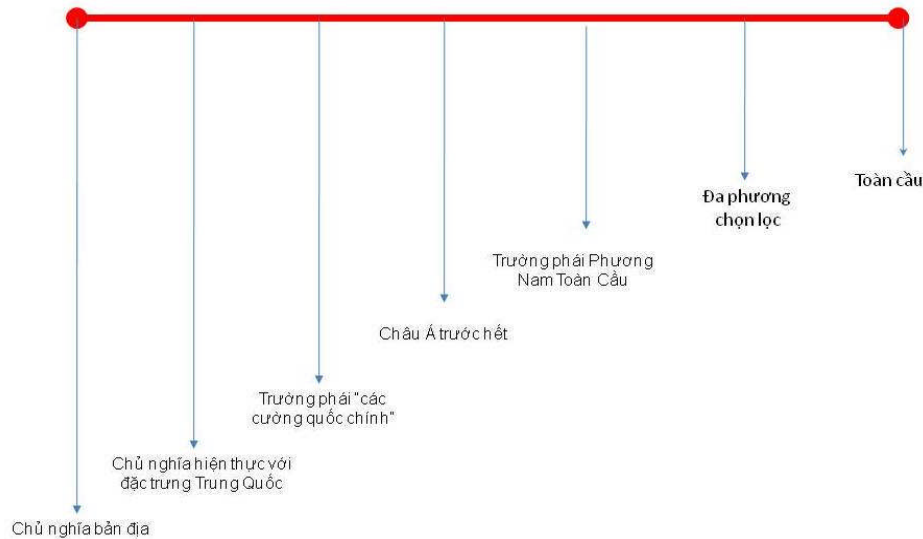 Toàn cầu
Đa phương
chọn lọc
Trường phái Phương
Nam Toàn Cầu
Châu Á trước hết
Trường phái "các
cường quốc chính"
Chủ nghĩa hiện thực với
đặc trưng Trung Quốc
Chủ nghĩa bản địa